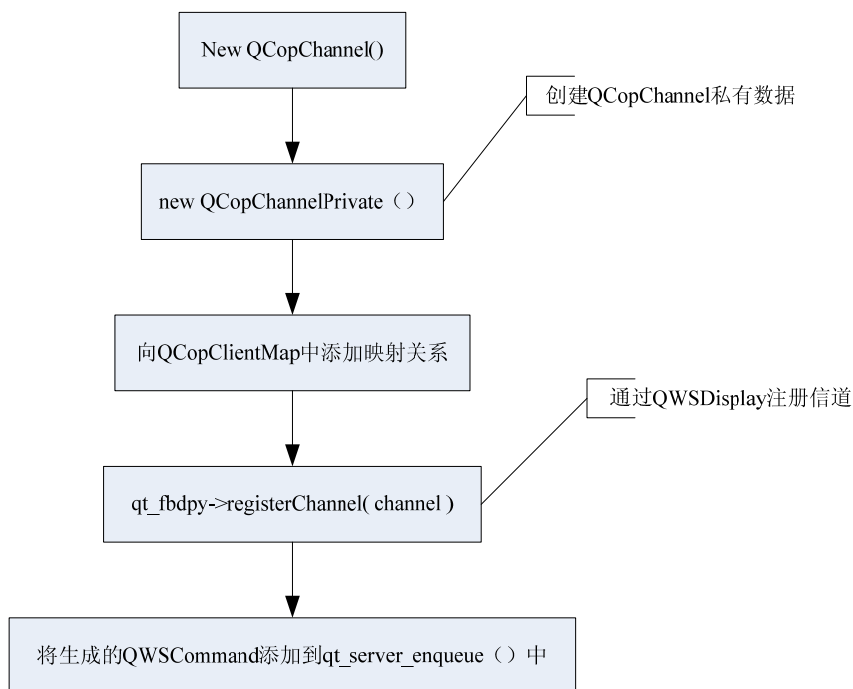 New QCopChannel()
创建QCopChannel私有数据
new QCopChannelPrivate（）
向QCopClientMap中添加映射关系
通过QWSDisplay注册信道
qt_fbdpy->registerChannel( channel )
将生成的QWSCommand添加到qt_server_enqueue（）中